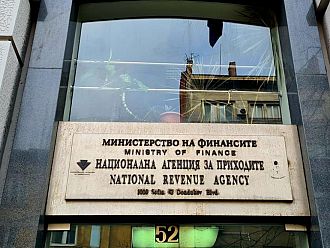 МИНИСТЕРСТВО НА ФИНАНСИТЕ
MINISTRY OF FINANCE
НАЦИОНАЛНА АГЕНЦИЯ ЗА ПРИХОДИТЕ
NATIONAL REVENUE AGENCY
1000 Sofia 52 Dondukov Blvd.
52